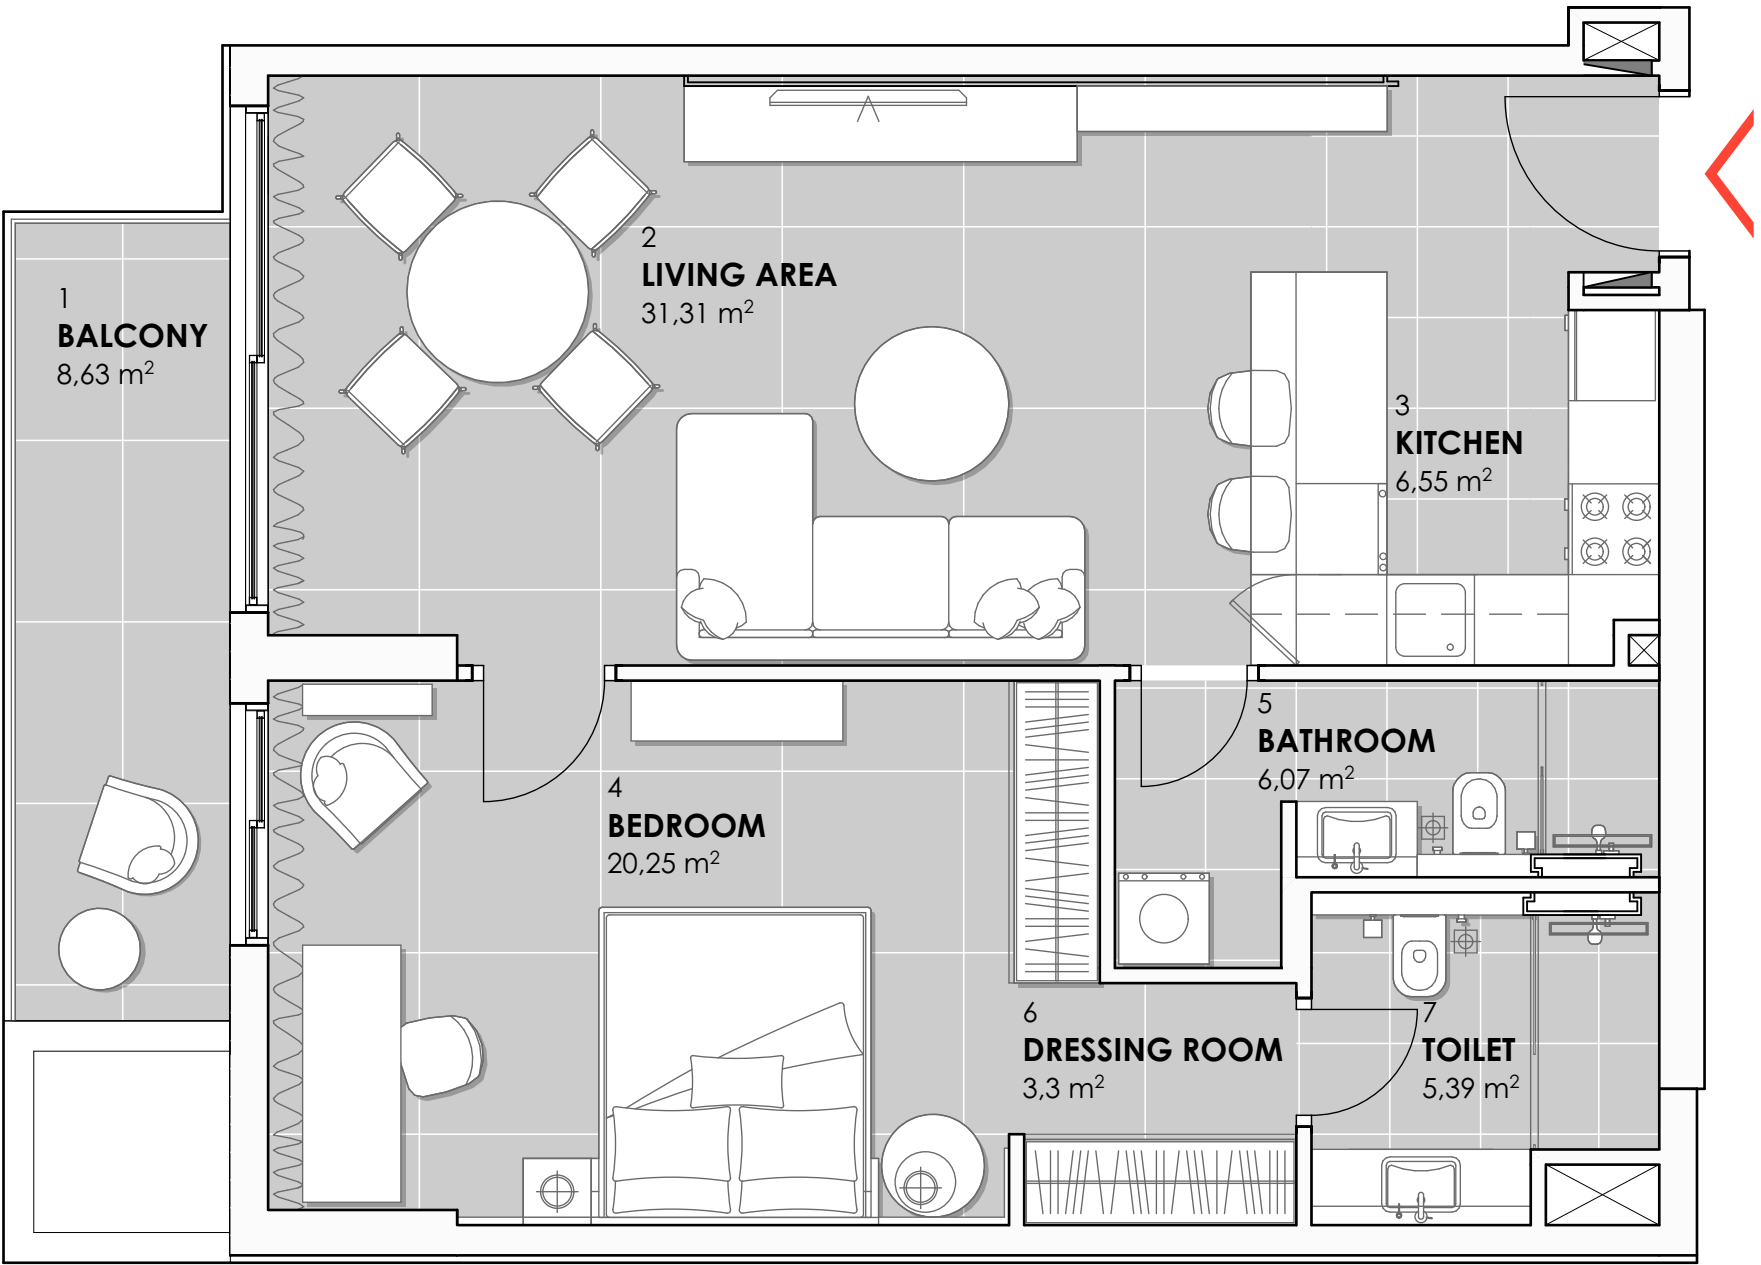 1
BALCONY
8,63 m²
2
LIVING AREA
31,31 m²
3
KITCHEN
6,55 m²
4
BEDROOM
20,25 m²
5
BATHROOM
6,07 m²
6
DRESSING ROOM
3,3 m²
7
TOILET
5,39 m²